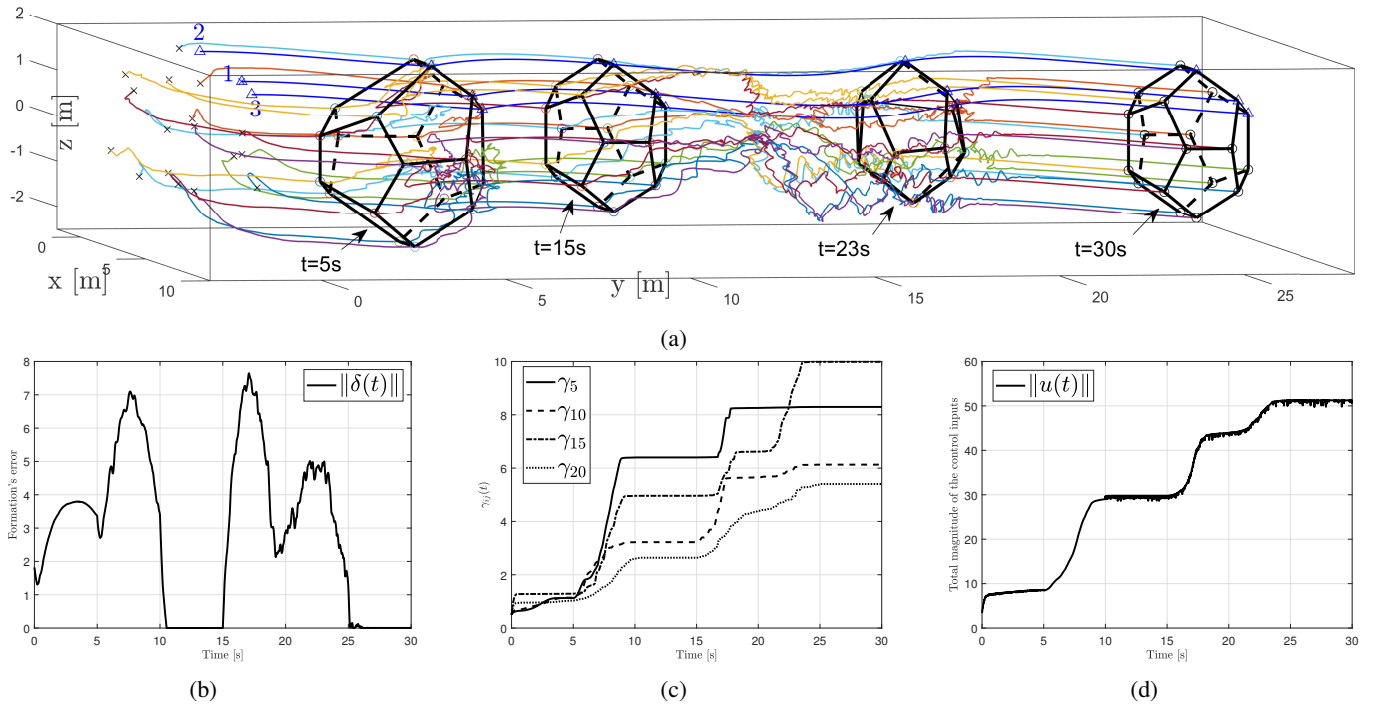 2
1
0
-1
-2
z [m]
2
1
3
t=5s
t=15s
t=23s
t=30s
0
5
10
x [m]
0
5
10
15
20
25
y [m]
(a)
8
7
6
5
4
3
2
1
0
Formation's error
‖δ(t)‖
0 5 10 15 20 25 30
Time [s]
(b)
10
8
6
4
2
0
γij(t)
γ5
γ10
γ15
γ20
0 5 10 15 20 25 30
Time [s]
(c)
60
50
40
30
20
10
0
Total magnitude of the control inputs
‖u(t)‖
0 5 10 15 20 25 30
Time [s]
(d)